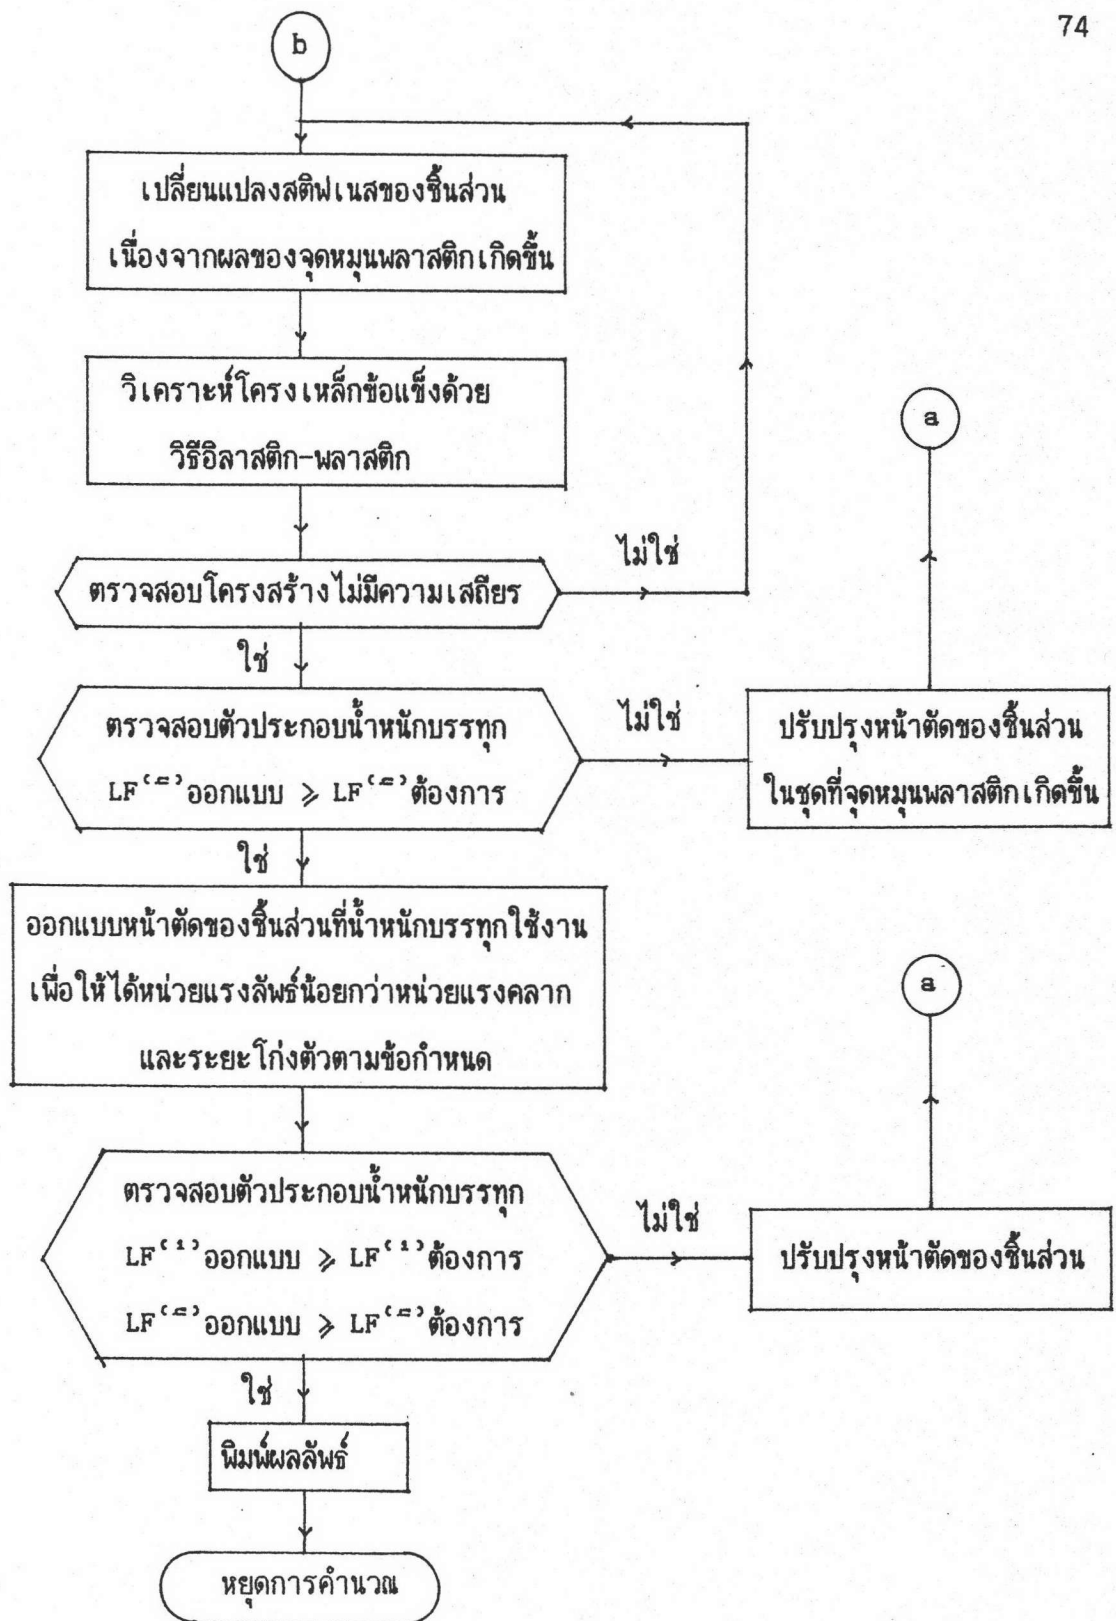 74
b
เปลี่ยนแปลงสติฟเนสของชิ้นส่วน
เนื่องจากผลของจุดหมุนพลาสติกเกิดขึ้น
วิเคราะห์โครงเหล็กข้อแข็งด้วย
วิธีอิลาสติก-พลาสติก
a
ไม่ใช่
ตรวจสอบโครงสร้างไม่มีความเสถียร
ใช่
ตรวจสอบตัวประกอบน้ำหนักบรรทุก
LF ออกแบบ ≥ LF ต้องการ
ไม่ใช่
ปรับปรุงหน้าตัดของชิ้นส่วน
ในชุดที่จุดหมุนพลาสติกเกิดขึ้น
ใช่
ออกแบบหน้าตัดของชิ้นส่วนที่น้ำหนักบรรทุกใช้งาน
เพื่อให้ได้หน่วยแรงลัพธ์น้อยกว่าหน่วยแรงคลาก
และระยะโก่งตัวตามข้อกำหนด
a
ตรวจสอบตัวประกอบน้ำหนักบรรทุก
LF⁽¹⁾ออกแบบ ≥ LF⁽¹⁾ต้องการ
LF ออกแบบ ≥ LF ต้องการ
ไม่ใช่
ปรับปรุงหน้าตัดของชิ้นส่วน
ใช่
พิมพ์ผลลัพธ์
หยุดการคำนวณ